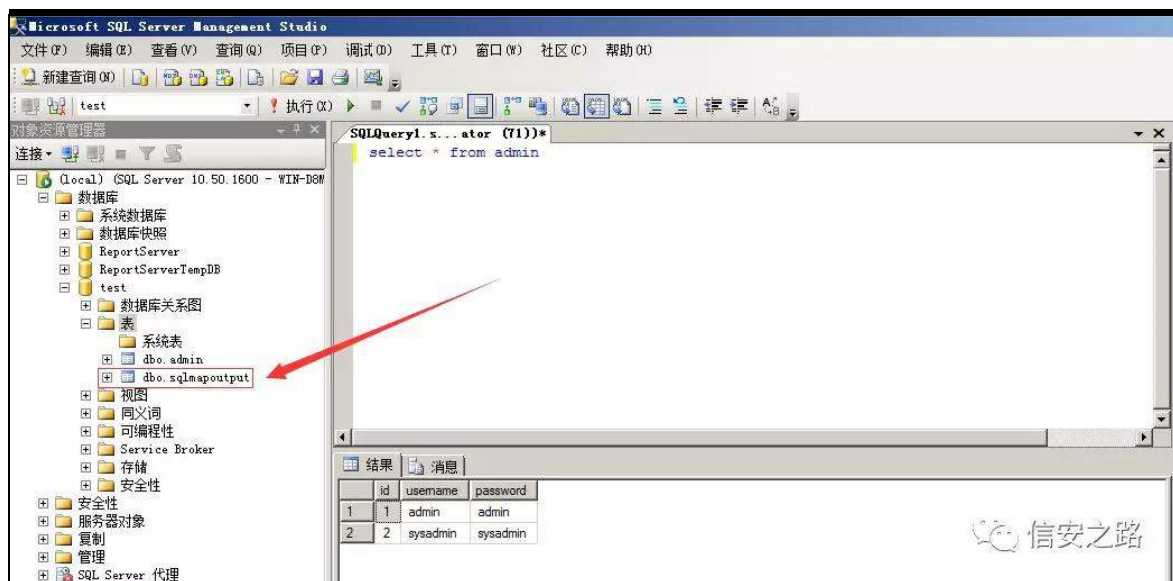 Microsoft SQL Server Management Studio
文件(F) 编辑(E) 查看(V) 查询(Q) 项目(P) 调试(D) 工具(T) 窗口(W) 社区(C) 帮助(H)
新建查询(N)
test 执行(X)
对象资源管理器
连接
(local) (SQL Server 10.50.1600 - WIN-D8M
数据库
系统数据库
数据库快照
ReportServer
ReportServerTempDB
test
数据库关系图
表
系统表
dbo.admin
dbo.sqlmapoutput
视图
同义词
可编程性
Service Broker
存储
安全性
安全性
服务器对象
复制
管理
SQL Server 代理
SQLQuery1.s...ator (71))*
select * from admin
结果 消息
id username password
1 1 admin admin
2 2 sysadmin sysadmin
信安之路